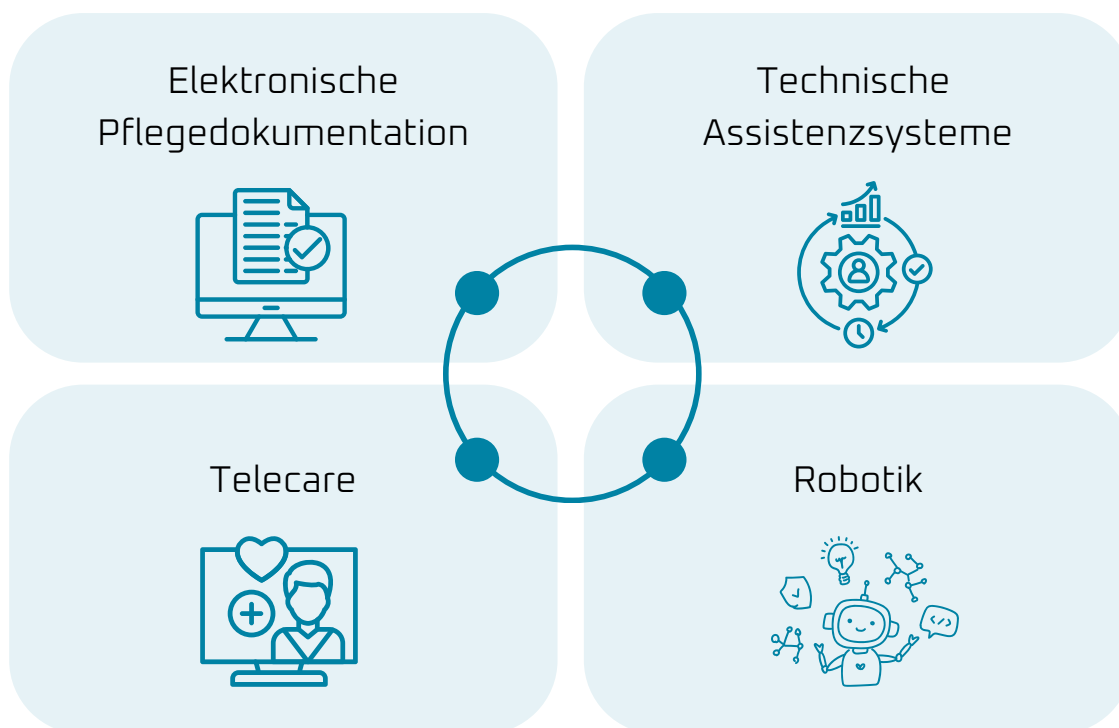 Elektronische
Pflegedokumentation
Technische
Assistenzsysteme
Telecare
Robotik